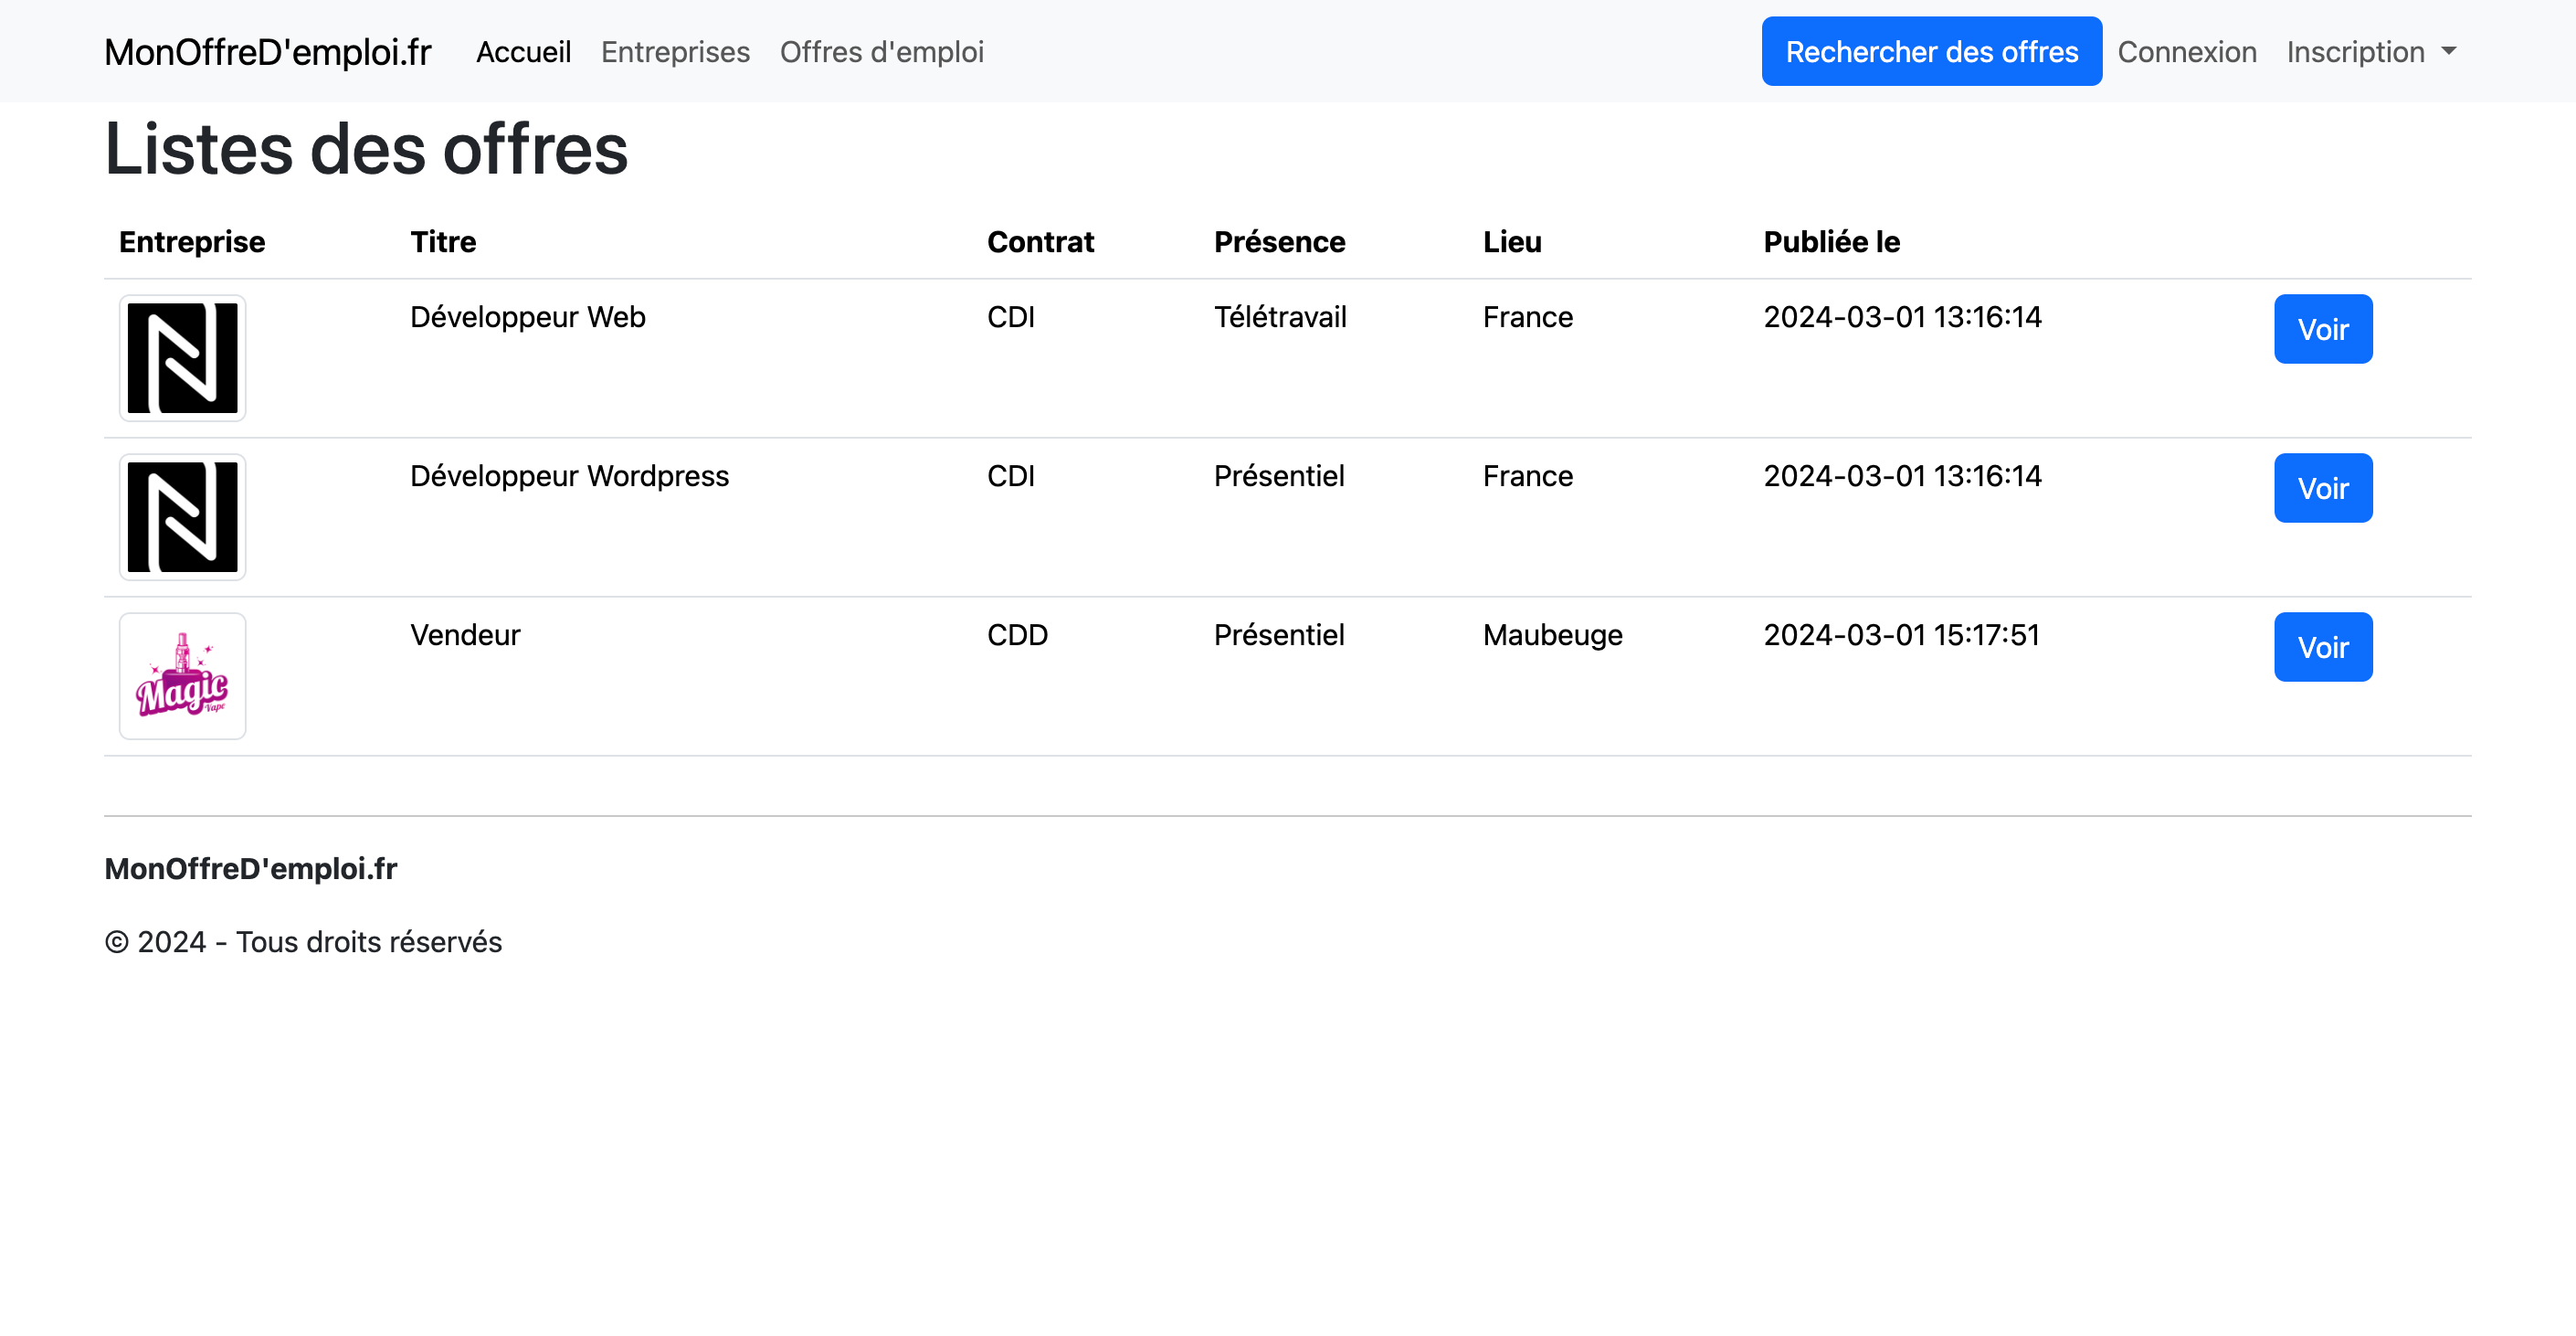 MonOffreD'emploi.fr Accueil Entreprises Offres d'emploi Rechercher des offres Connexion Inscription
Listes des offres
Entreprise Titre Contrat Présence Lieu Publiée le
Développeur Web CDI Télétravail France 2024-03-01 13:16:14 Voir
Développeur Wordpress CDI Présentiel France 2024-03-01 13:16:14 Voir
Vendeur CDD Présentiel Maubeuge 2024-03-01 15:17:51 Voir
Magic
Vape
MonOffreD'emploi.fr
© 2024 - Tous droits réservés